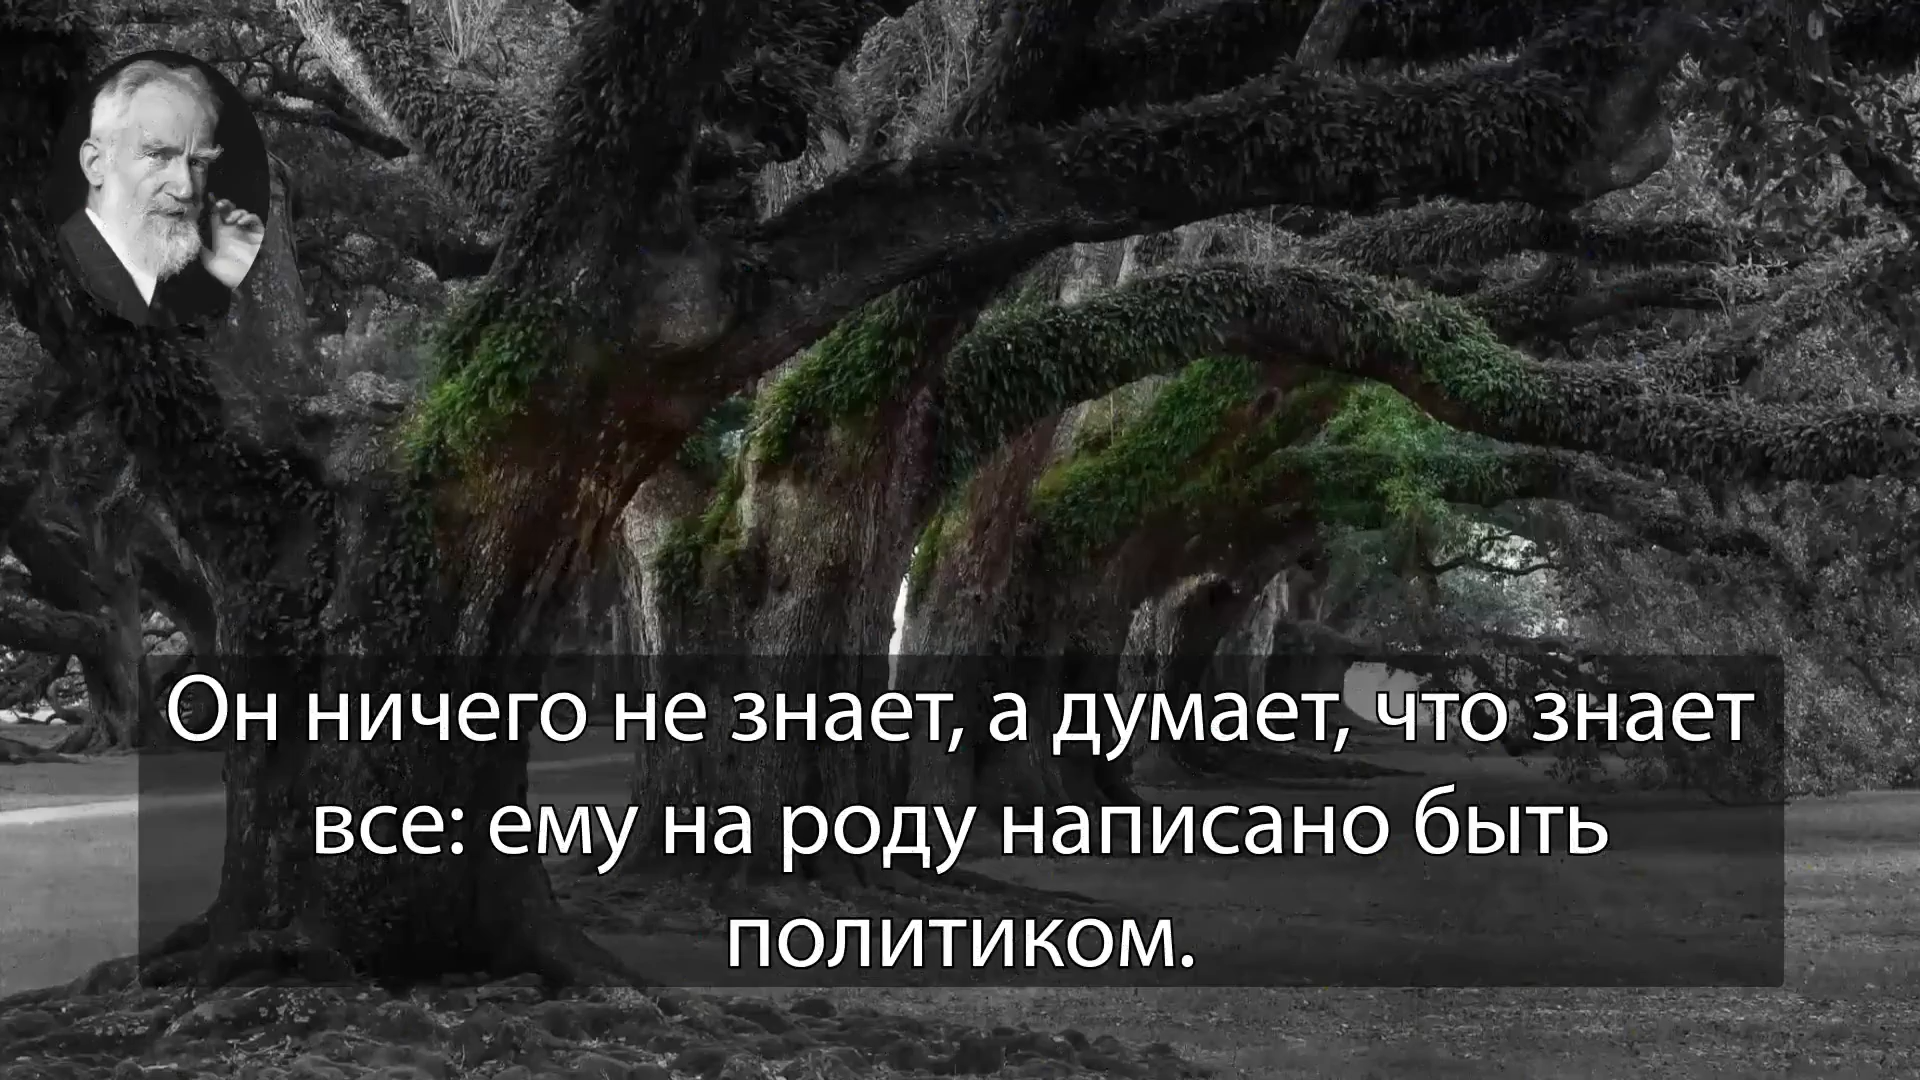 Он ничего не знает, а думает, что знает
все: ему на роду написано быть
политиком.